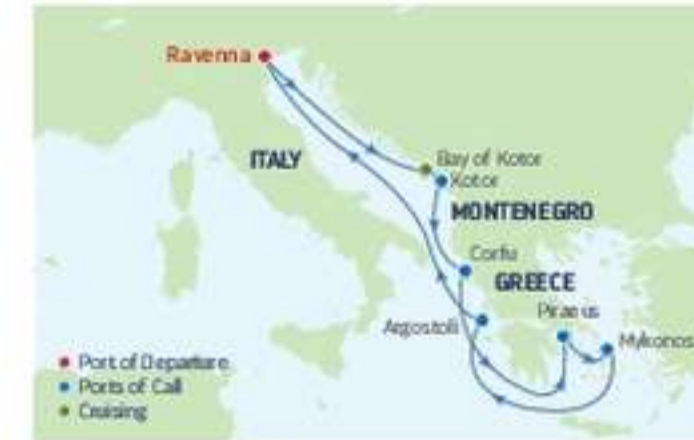 Ravenna
ITALY
Bay of Kotor
Kotor
MONTENEGRO
Corfu
GREECE
Piraeus
Argostoli
Mykonos
Port of Departure
Ports of Call
Cruising